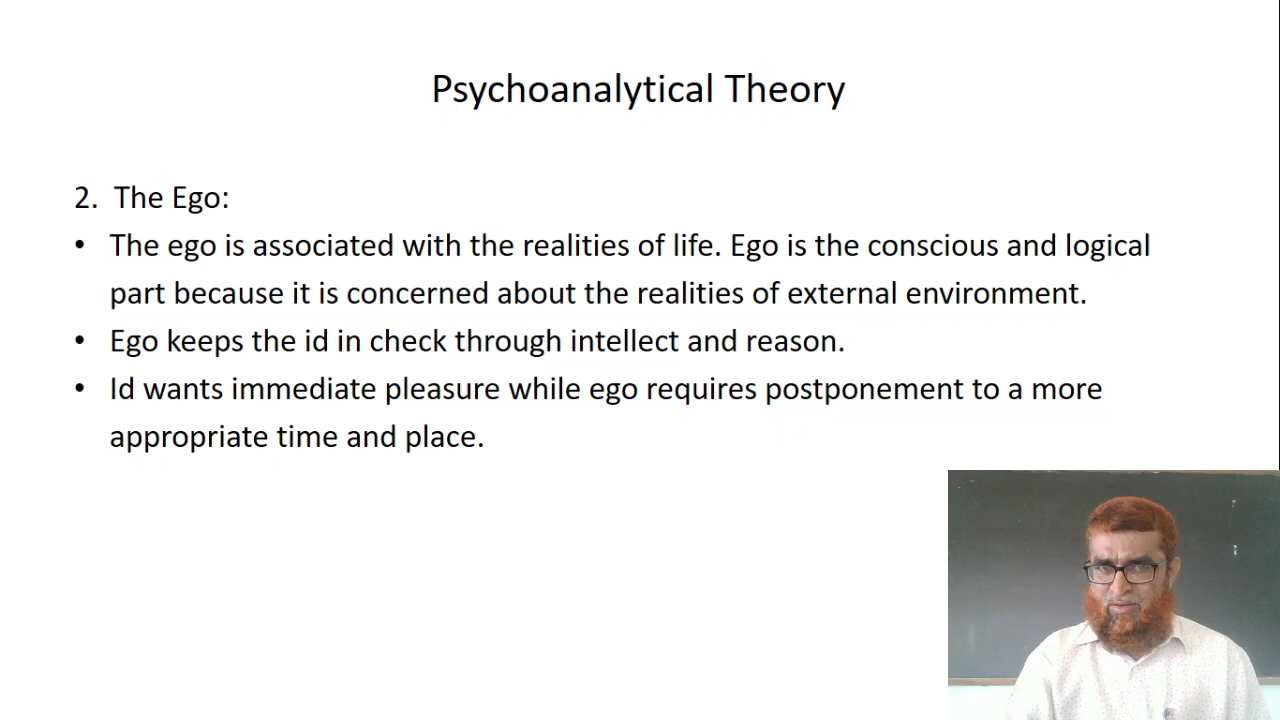 Psychoanalytical Theory
2. The Ego:
• The ego is associated with the realities of life. Ego is the conscious and logical
part because it is concerned about the realities of external environment.
• Ego keeps the id in check through intellect and reason.
• Id wants immediate pleasure while ego requires postponement to a more
appropriate time and place.